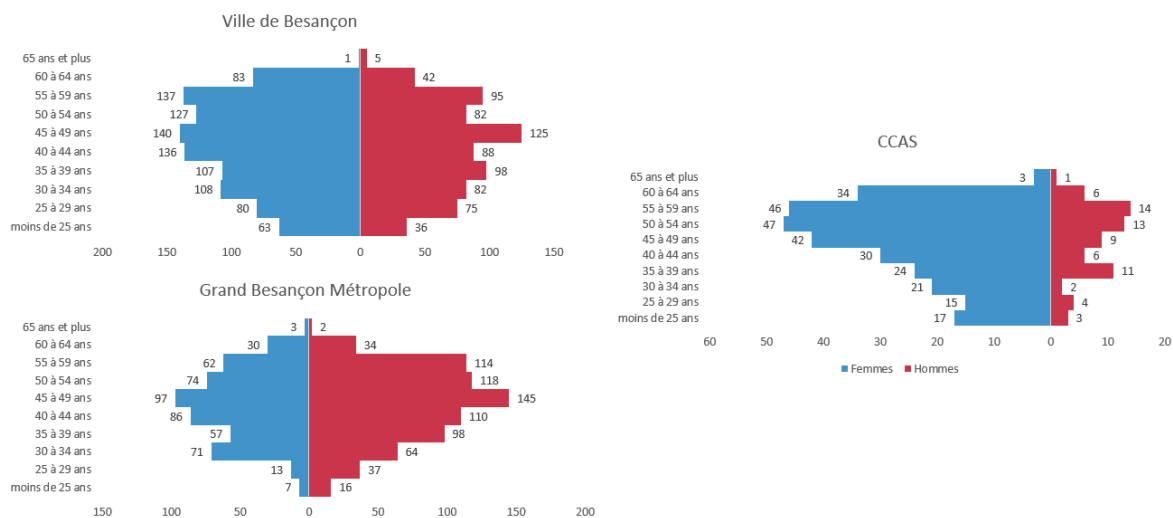 Ville de Besançon
65 ans et plus 1 5
60 à 64 ans 83 42
55 à 59 ans 137 95
50 à 54 ans 127 82
45 à 49 ans 140 125
40 à 44 ans 136 88
35 à 39 ans 107 98
30 à 34 ans 108 82
25 à 29 ans 80 75
moins de 25 ans 63 36
200 150 100 50 0 50 100 150
Grand Besançon Métropole
65 ans et plus 3 2
60 à 64 ans 30 34
55 à 59 ans 62 114
50 à 54 ans 74 118
45 à 49 ans 97 145
40 à 44 ans 86 110
35 à 39 ans 57 98
30 à 34 ans 71 64
25 à 29 ans 13 37
moins de 25 ans 7 16
150 100 50 0 50 100 150 200
CCAS
65 ans et plus 3 1
60 à 64 ans 34 6
55 à 59 ans 46 14
50 à 54 ans 47 13
45 à 49 ans 42 9
40 à 44 ans 30 6
35 à 39 ans 24 11
30 à 34 ans 21 2
25 à 29 ans 15 4
moins de 25 ans 17 3
60 50 40 30 20 10 0 10 20
Femmes Hommes